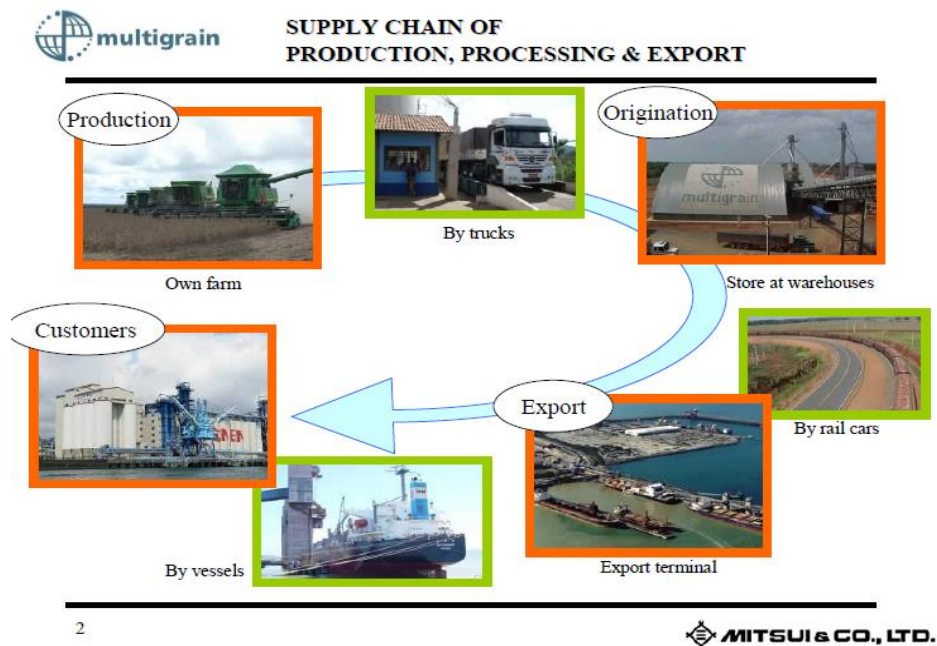 multigrain
SUPPLY CHAIN OF
PRODUCTION, PROCESSING & EXPORT
Production
Origination
multigrain
By trucks
Own farm
Store at warehouses
Customers
Export
By rail cars
By vessels
Export terminal
2
MITSUI & CO., LTD.